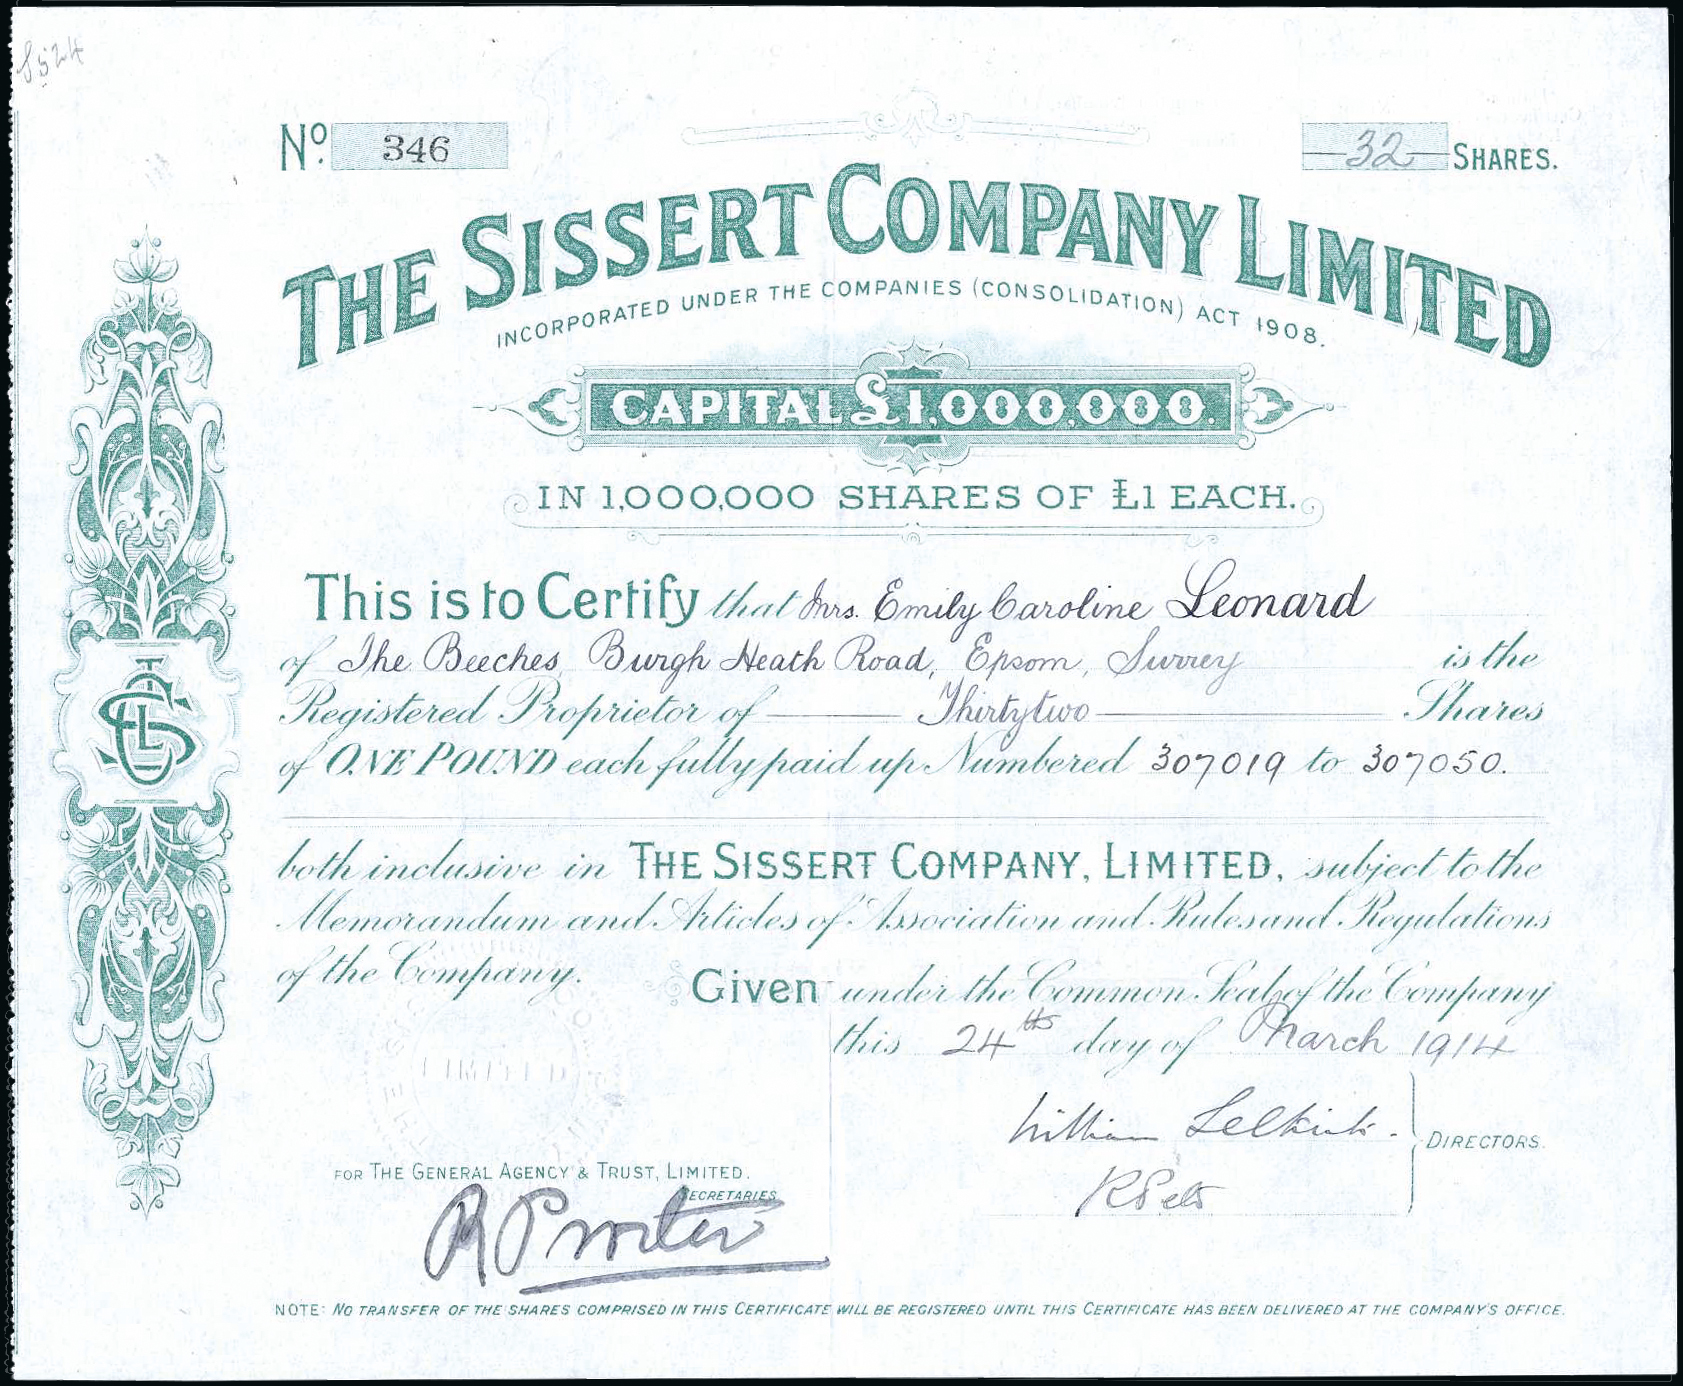 No. 346
32 SHARES.
THE SISSERT COMPANY LIMITED
INCORPORATED UNDER THE COMPANIES (CONSOLIDATION) ACT 1908.
CAPITAL £1,000,000.
IN 1,000,000 SHARES OF £1 EACH.
This is to Certify that Mrs. Emily Caroline Leonard
of The Beeches, Burgh Heath Road, Epsom, Surrey is the
Registered Proprietor of Thirtytwo Shares
of ONE POUND each fully paid up Numbered 307019 to 307050.
both inclusive in THE SISSERT COMPANY, LIMITED, subject to the
Memorandum and Articles of Association and Rules and Regulations
of the Company. Given under the Common Seal of the Company
this 24th day of March 1914
LIMITED
William Selkirk.
DIRECTORS.
FOR THE GENERAL AGENCY & TRUST, LIMITED.
SECRETARIES
NOTE: NO TRANSFER OF THE SHARES COMPRISED IN THIS CERTIFICATE WILL BE REGISTERED UNTIL THIS CERTIFICATE HAS BEEN DELIVERED AT THE COMPANY'S OFFICE.